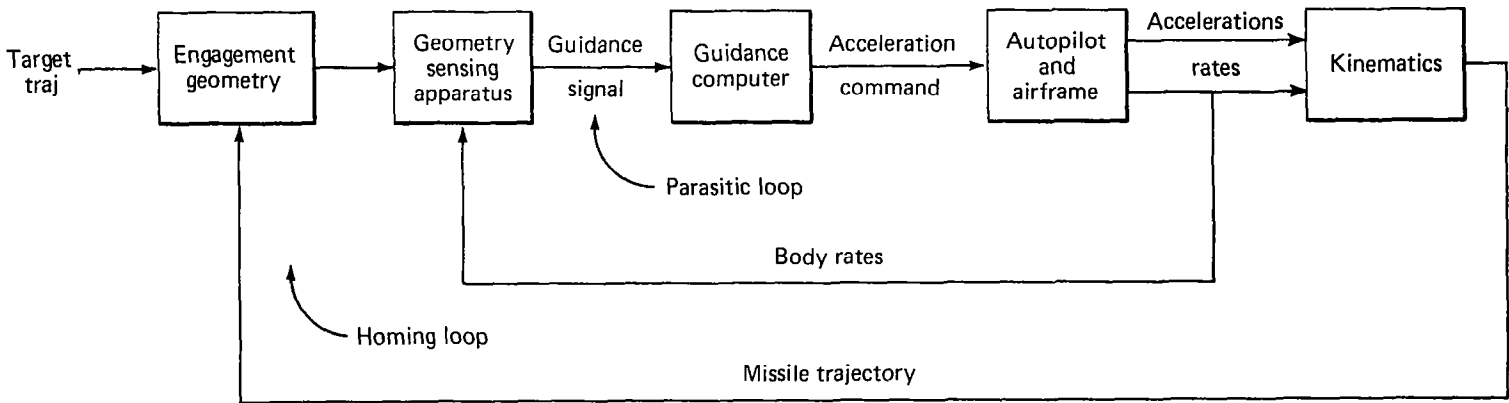 Target
traj
Engagement
geometry
Geometry
sensing
apparatus
Guidance
signal
Guidance
computer
Acceleration
command
Autopilot
and
airframe
Accelerations
rates
Kinematics
Parasitic loop
Body rates
Homing loop
Missile trajectory